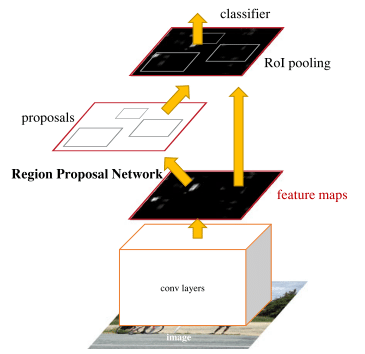 classifier
RoI pooling
proposals
Region Proposal Network
feature maps
conv layers
image